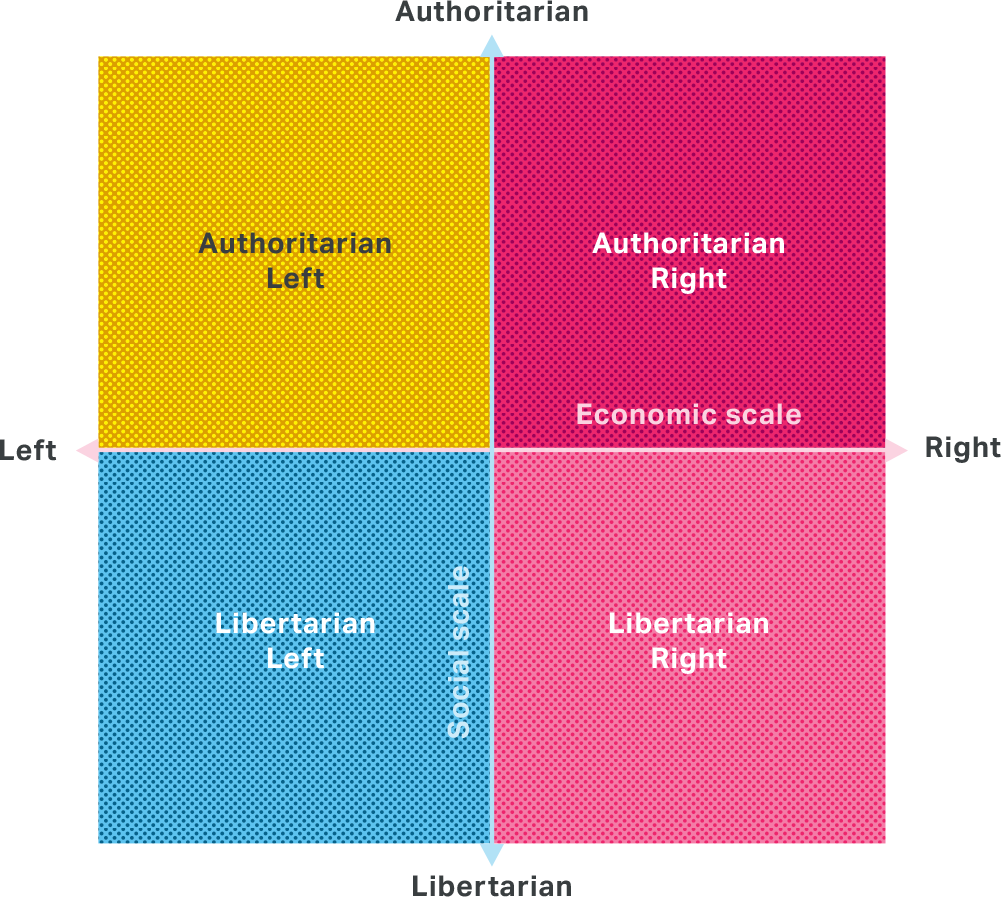 Authoritarian
Authoritarian
Left
Authoritarian
Right
Economic scale
Left
Right
Social scale
Libertarian
Left
Libertarian
Right
Libertarian